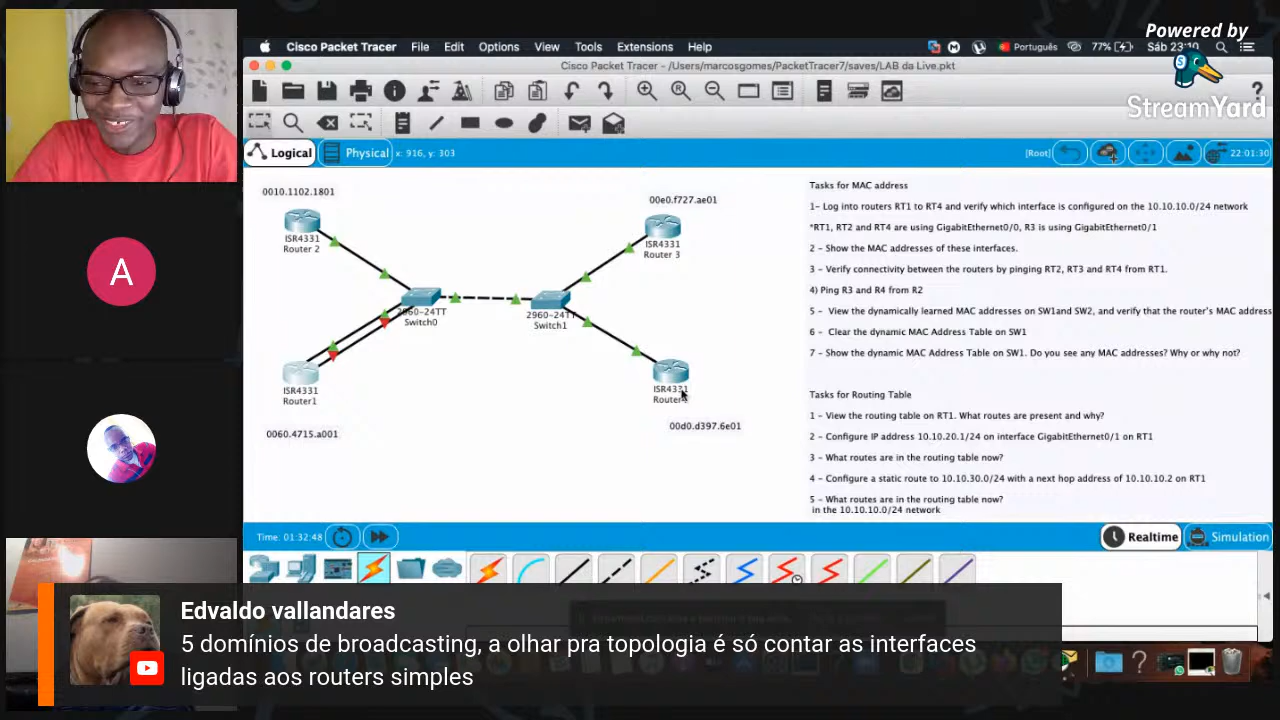 Powered by
StreamYard
Cisco Packet Tracer File Edit Options View Tools Extensions Help
Português 77% Sáb 23:10
Cisco Packet Tracer - /Users/marcosgomes/PacketTracer7/saves/LAB da Live.pkt
Logical Physical x: 916, y: 303 [Root] 22:01:30
0010.1102.1801
ISR4331
Router 2
00e0.f727.ae01
ISR4331
Router 3
2960-24TT
Switch0
2960-24TT
Switch1
ISR4331
Router1
0060.4715.a001
ISR4331
00d0.d397.6e01
Tasks for MAC address
1- Log into routers RT1 to RT4 and verify which interface is configured on the 10.10.10.0/24 network
*RT1, RT2 and RT4 are using GigabitEthernet0/0, R3 is using GigabitEthernet0/1
2 - Show the MAC addresses of these interfaces.
3 - Verify connectivity between the routers by pinging RT2, RT3 and RT4 from RT1.
4) Ping R3 and R4 from R2
5 - View the dynamically learned MAC addresses on SW1and SW2, and verify that the router's MAC address
6 - Clear the dynamic MAC Address Table on SW1
7 - Show the dynamic MAC Address Table on SW1. Do you see any MAC addresses? Why or why not?
Tasks for Routing Table
1 - View the routing table on RT1. What routes are present and why?
2 - Configure IP address 10.10.20.1/24 on interface GigabitEthernet0/1 on RT1
3 - What routes are in the routing table now?
4 - Configure a static route to 10.10.30.0/24 with a next hop address of 10.10.10.2 on RT1
5 - What routes are in the routing table now?
in the 10.10.10.0/24 network
Time: 01:32:48 Realtime Simulation
A
Edvaldo vallandares
5 domínios de broadcasting, a olhar pra topologia é só contar as interfaces
ligadas aos routers simples